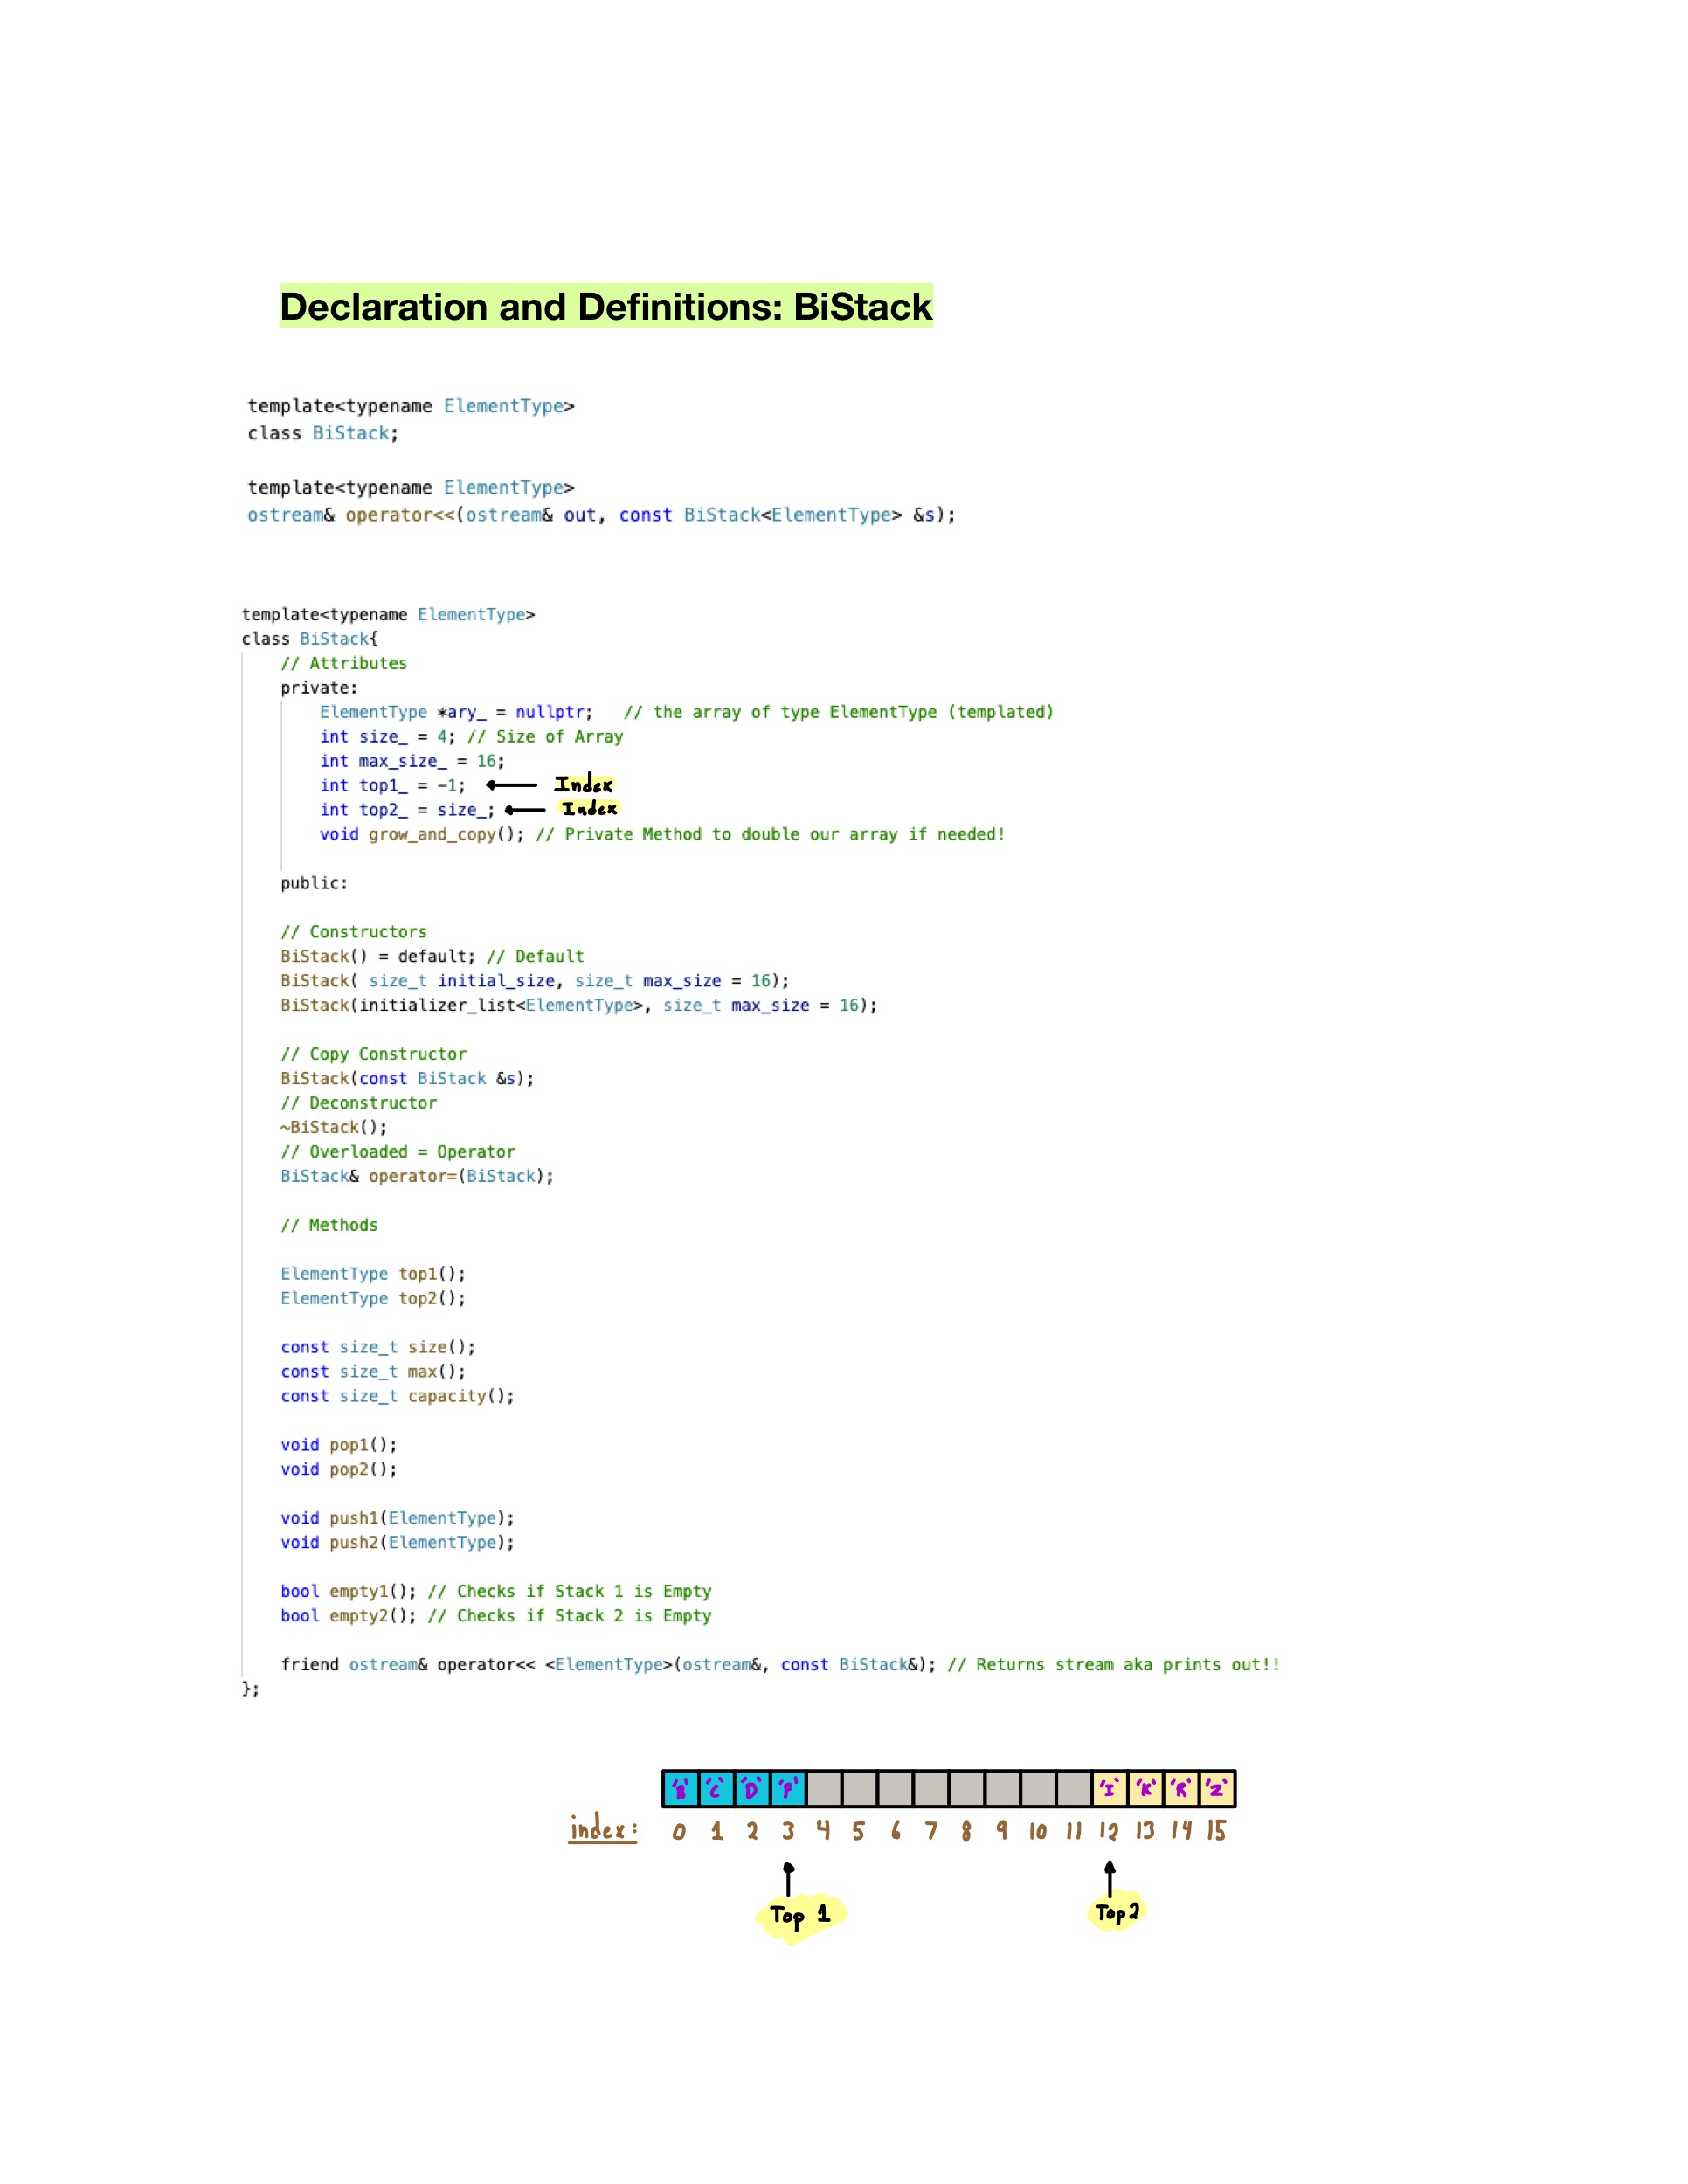 Declaration and Definitions: BiStack
template<typename ElementType>
class BiStack;
template<typename ElementType>
ostream& operator<<(ostream& out, const BiStack<ElementType> &s);
template<typename ElementType>
class BiStack{
// Attributes
private:
ElementType *ary_ = nullptr;   // the array of type ElementType (templated)
int size_ = 4; // Size of Array
int max_size_ = 16;
int top1_ = -1; Index
int top2_ = size_; Index
void grow_and_copy(); // Private Method to double our array if needed!
public:
// Constructors
BiStack() = default; // Default
BiStack( size_t initial_size, size_t max_size = 16);
BiStack(initializer_list<ElementType>, size_t max_size = 16);
// Copy Constructor
BiStack(const BiStack &s);
// Deconstructor
~BiStack();
// Overloaded = Operator
BiStack& operator=(BiStack);
// Methods
ElementType top1();
ElementType top2();
const size_t size();
const size_t max();
const size_t capacity();
void pop1();
void pop2();
void push1(ElementType);
void push2(ElementType);
bool empty1(); // Checks if Stack 1 is Empty
bool empty2(); // Checks if Stack 2 is Empty
friend ostream& operator<< <ElementType>(ostream&, const BiStack&); // Returns stream aka prints out!!
};
'B' 'C' 'D' 'F' 'I' 'K' 'R' 'Z'
index: 0 1 2 3 4 5 6 7 8 9 10 11 12 13 14 15
Top 1 Top 2